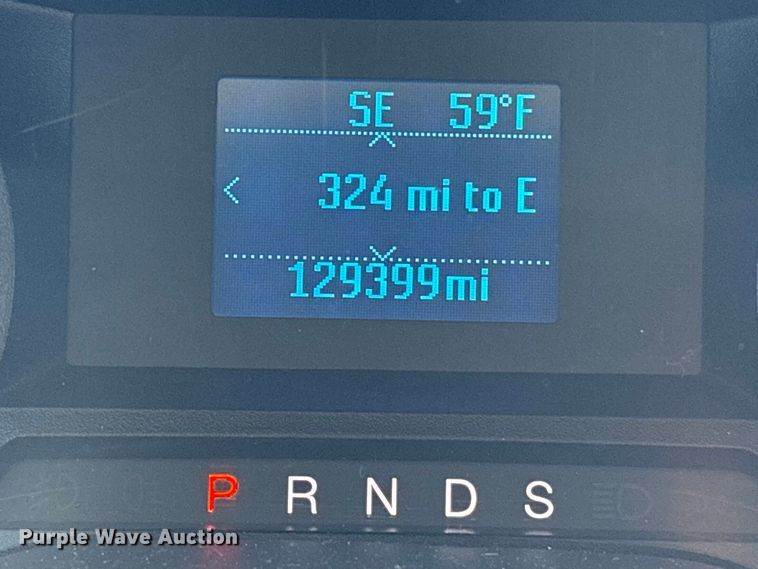 SE 59°F
< 324 mi to E
129399mi
P R N D S
Purple Wave Auction